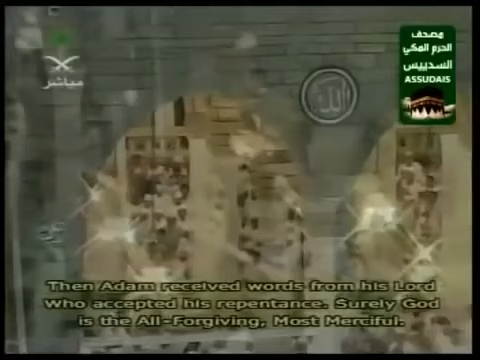 مصحف
الحرم المكي
السديس
ASSUDAIS
مباشر
الله
Then Adam received words from his Lord
Who accepted his repentance. Surely God
is the All-Forgiving, Most Merciful.